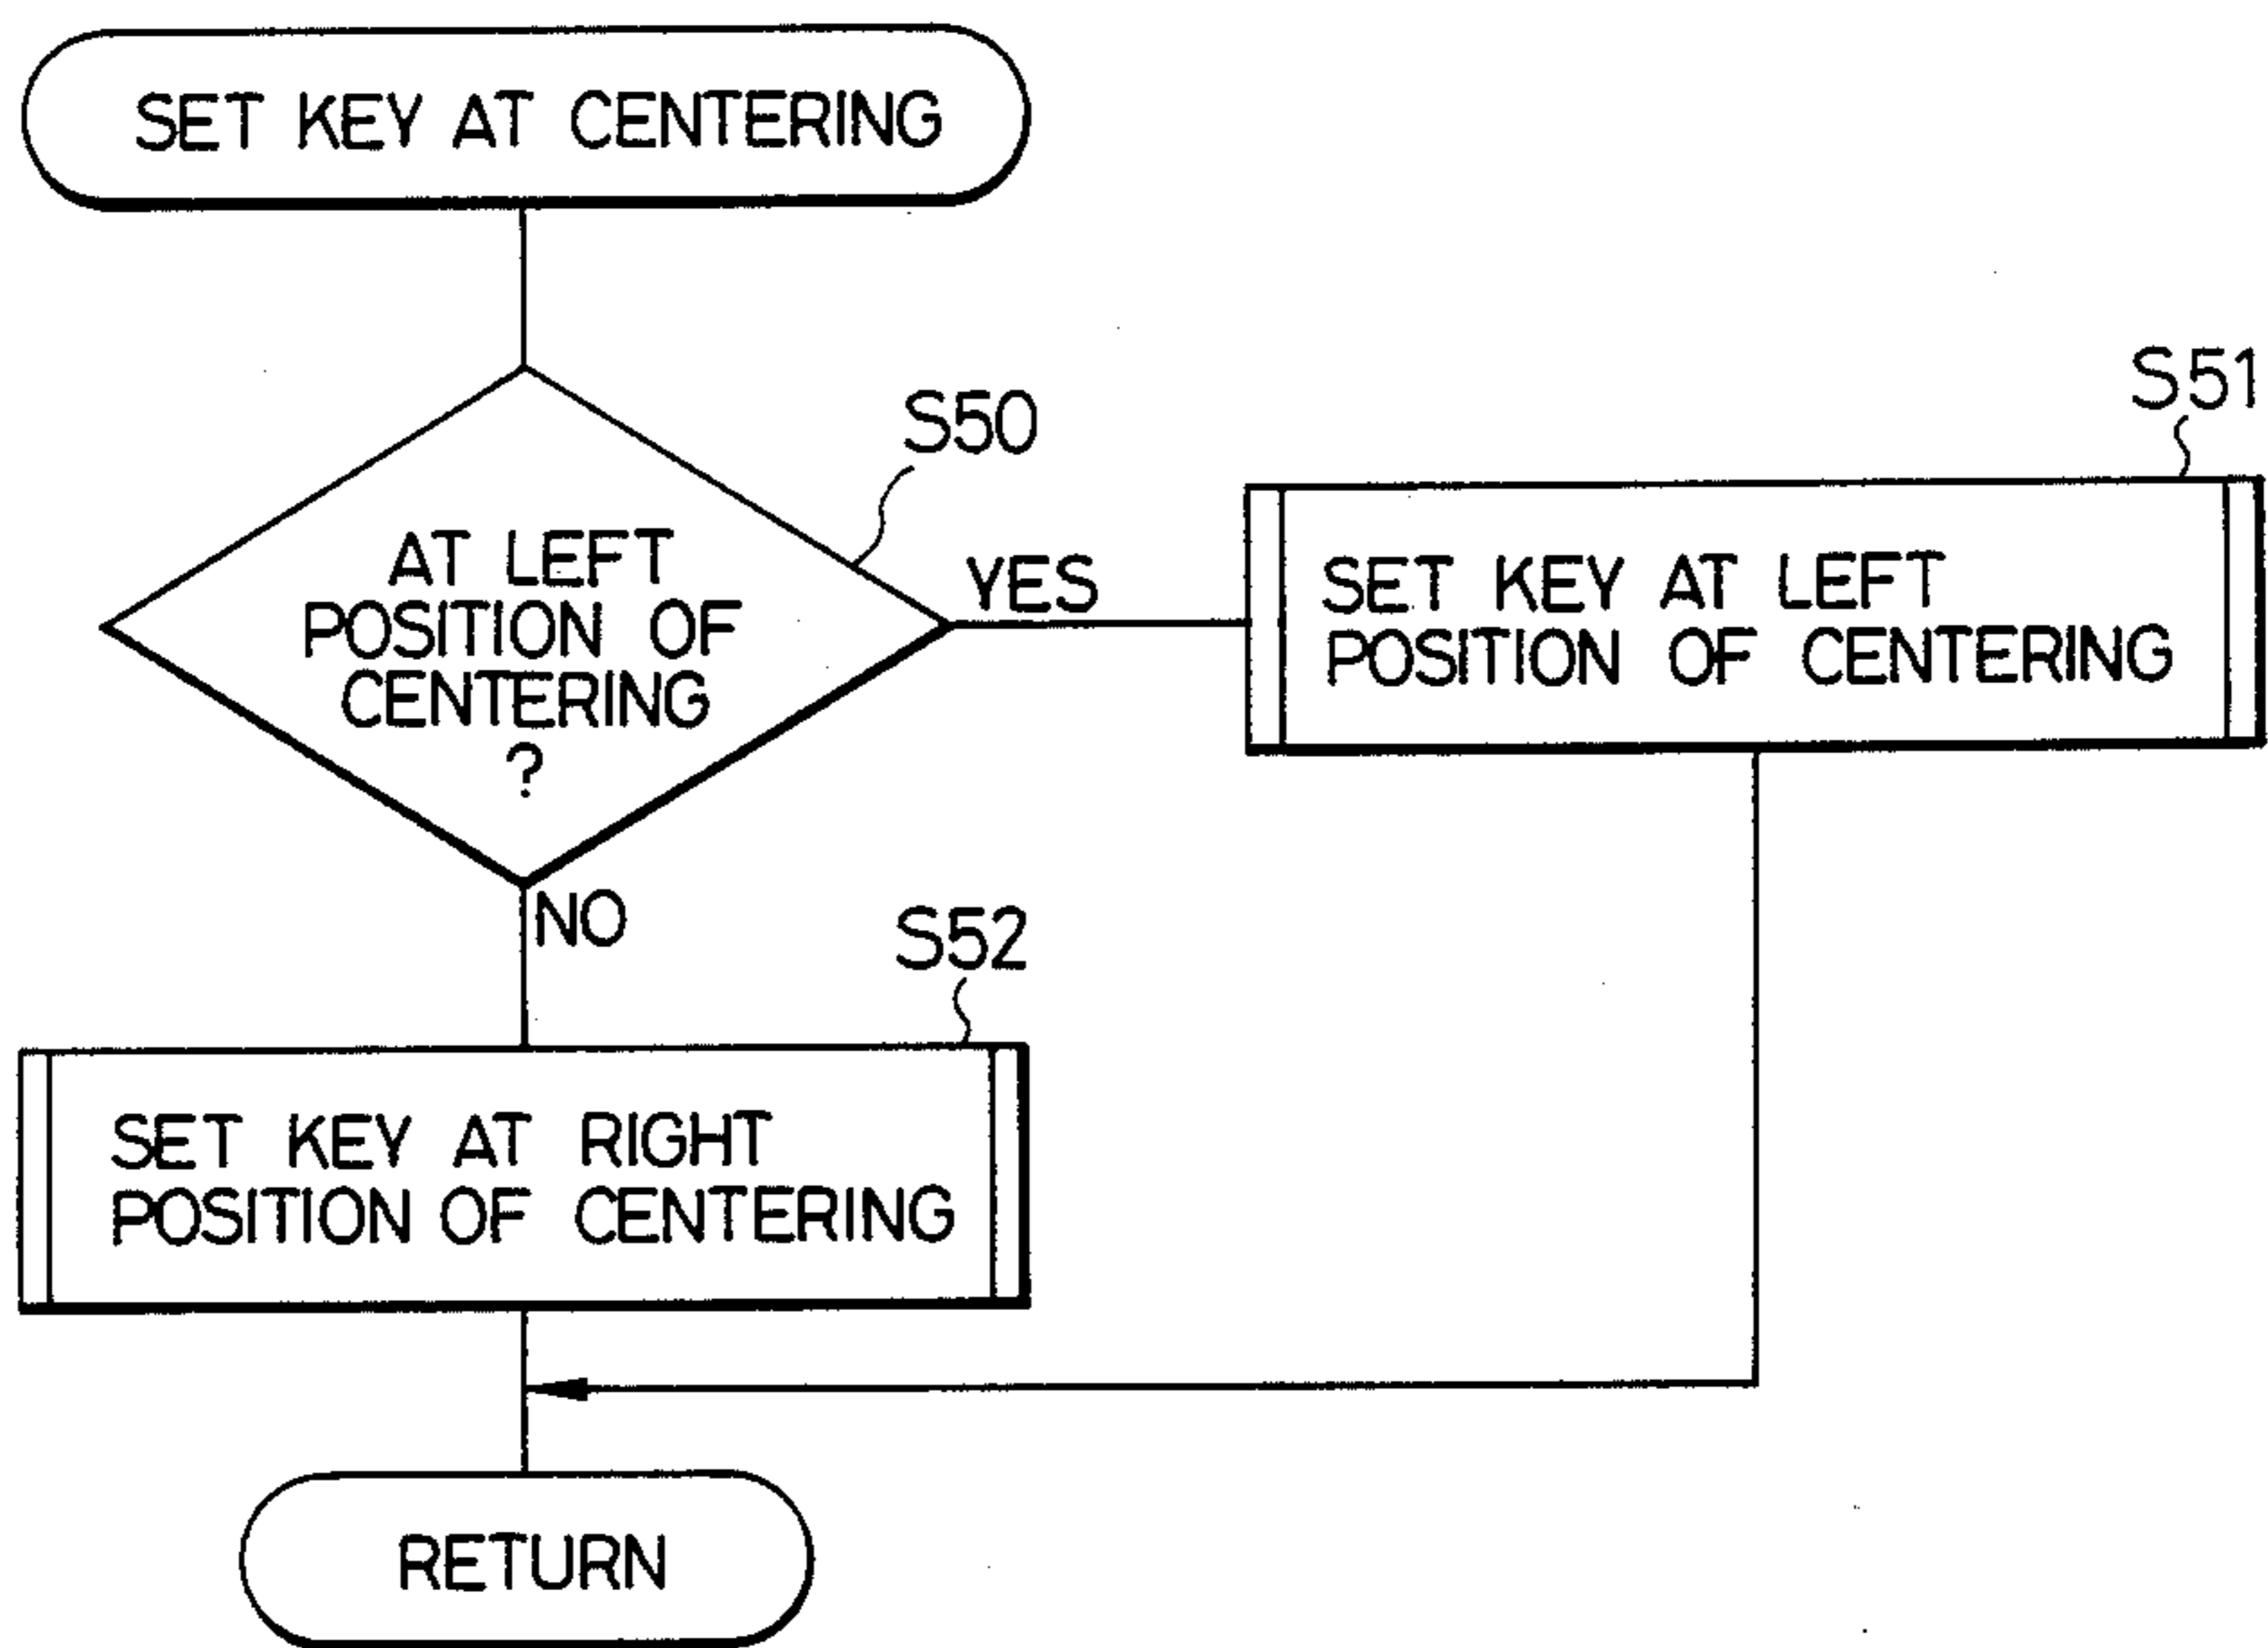 SET KEY AT CENTERING
S50
AT LEFT
POSITION OF
CENTERING
?
YES
S51
SET KEY AT LEFT
POSITION OF CENTERING
NO
S52
SET KEY AT RIGHT
POSITION OF CENTERING
RETURN